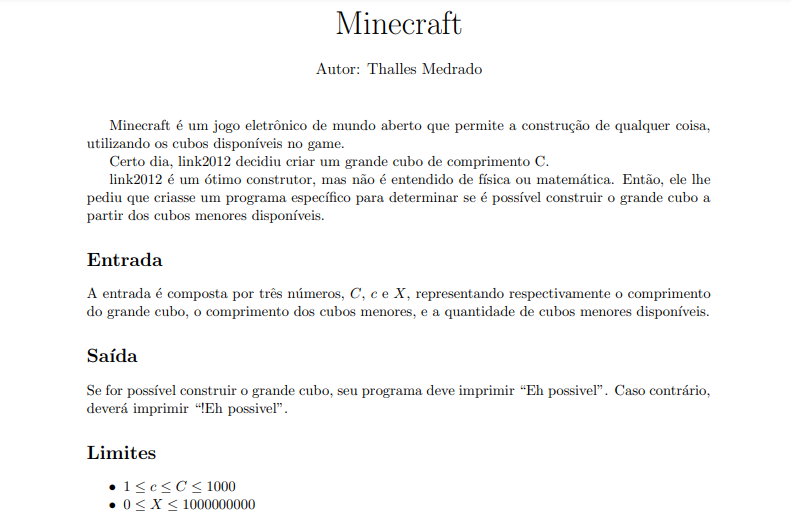 Minecraft
Autor: Thalles Medrado
Minecraft é um jogo eletrônico de mundo aberto que permite a construção de qualquer coisa,
utilizando os cubos disponíveis no game.
Certo dia, link2012 decidiu criar um grande cubo de comprimento C.
link2012 é um ótimo construtor, mas não é entendido de física ou matemática. Então, ele lhe
pediu que criasse um programa específico para determinar se é possível construir o grande cubo a
partir dos cubos menores disponíveis.
Entrada
A entrada é composta por três números, C, c e X, representando respectivamente o comprimento
do grande cubo, o comprimento dos cubos menores, e a quantidade de cubos menores disponíveis.
Saída
Se for possível construir o grande cubo, seu programa deve imprimir “Eh possivel”. Caso contrário,
deverá imprimir “!Eh possivel”.
Limites
• 1 ≤ c ≤ C ≤ 1000
• 0 ≤ X ≤ 1000000000